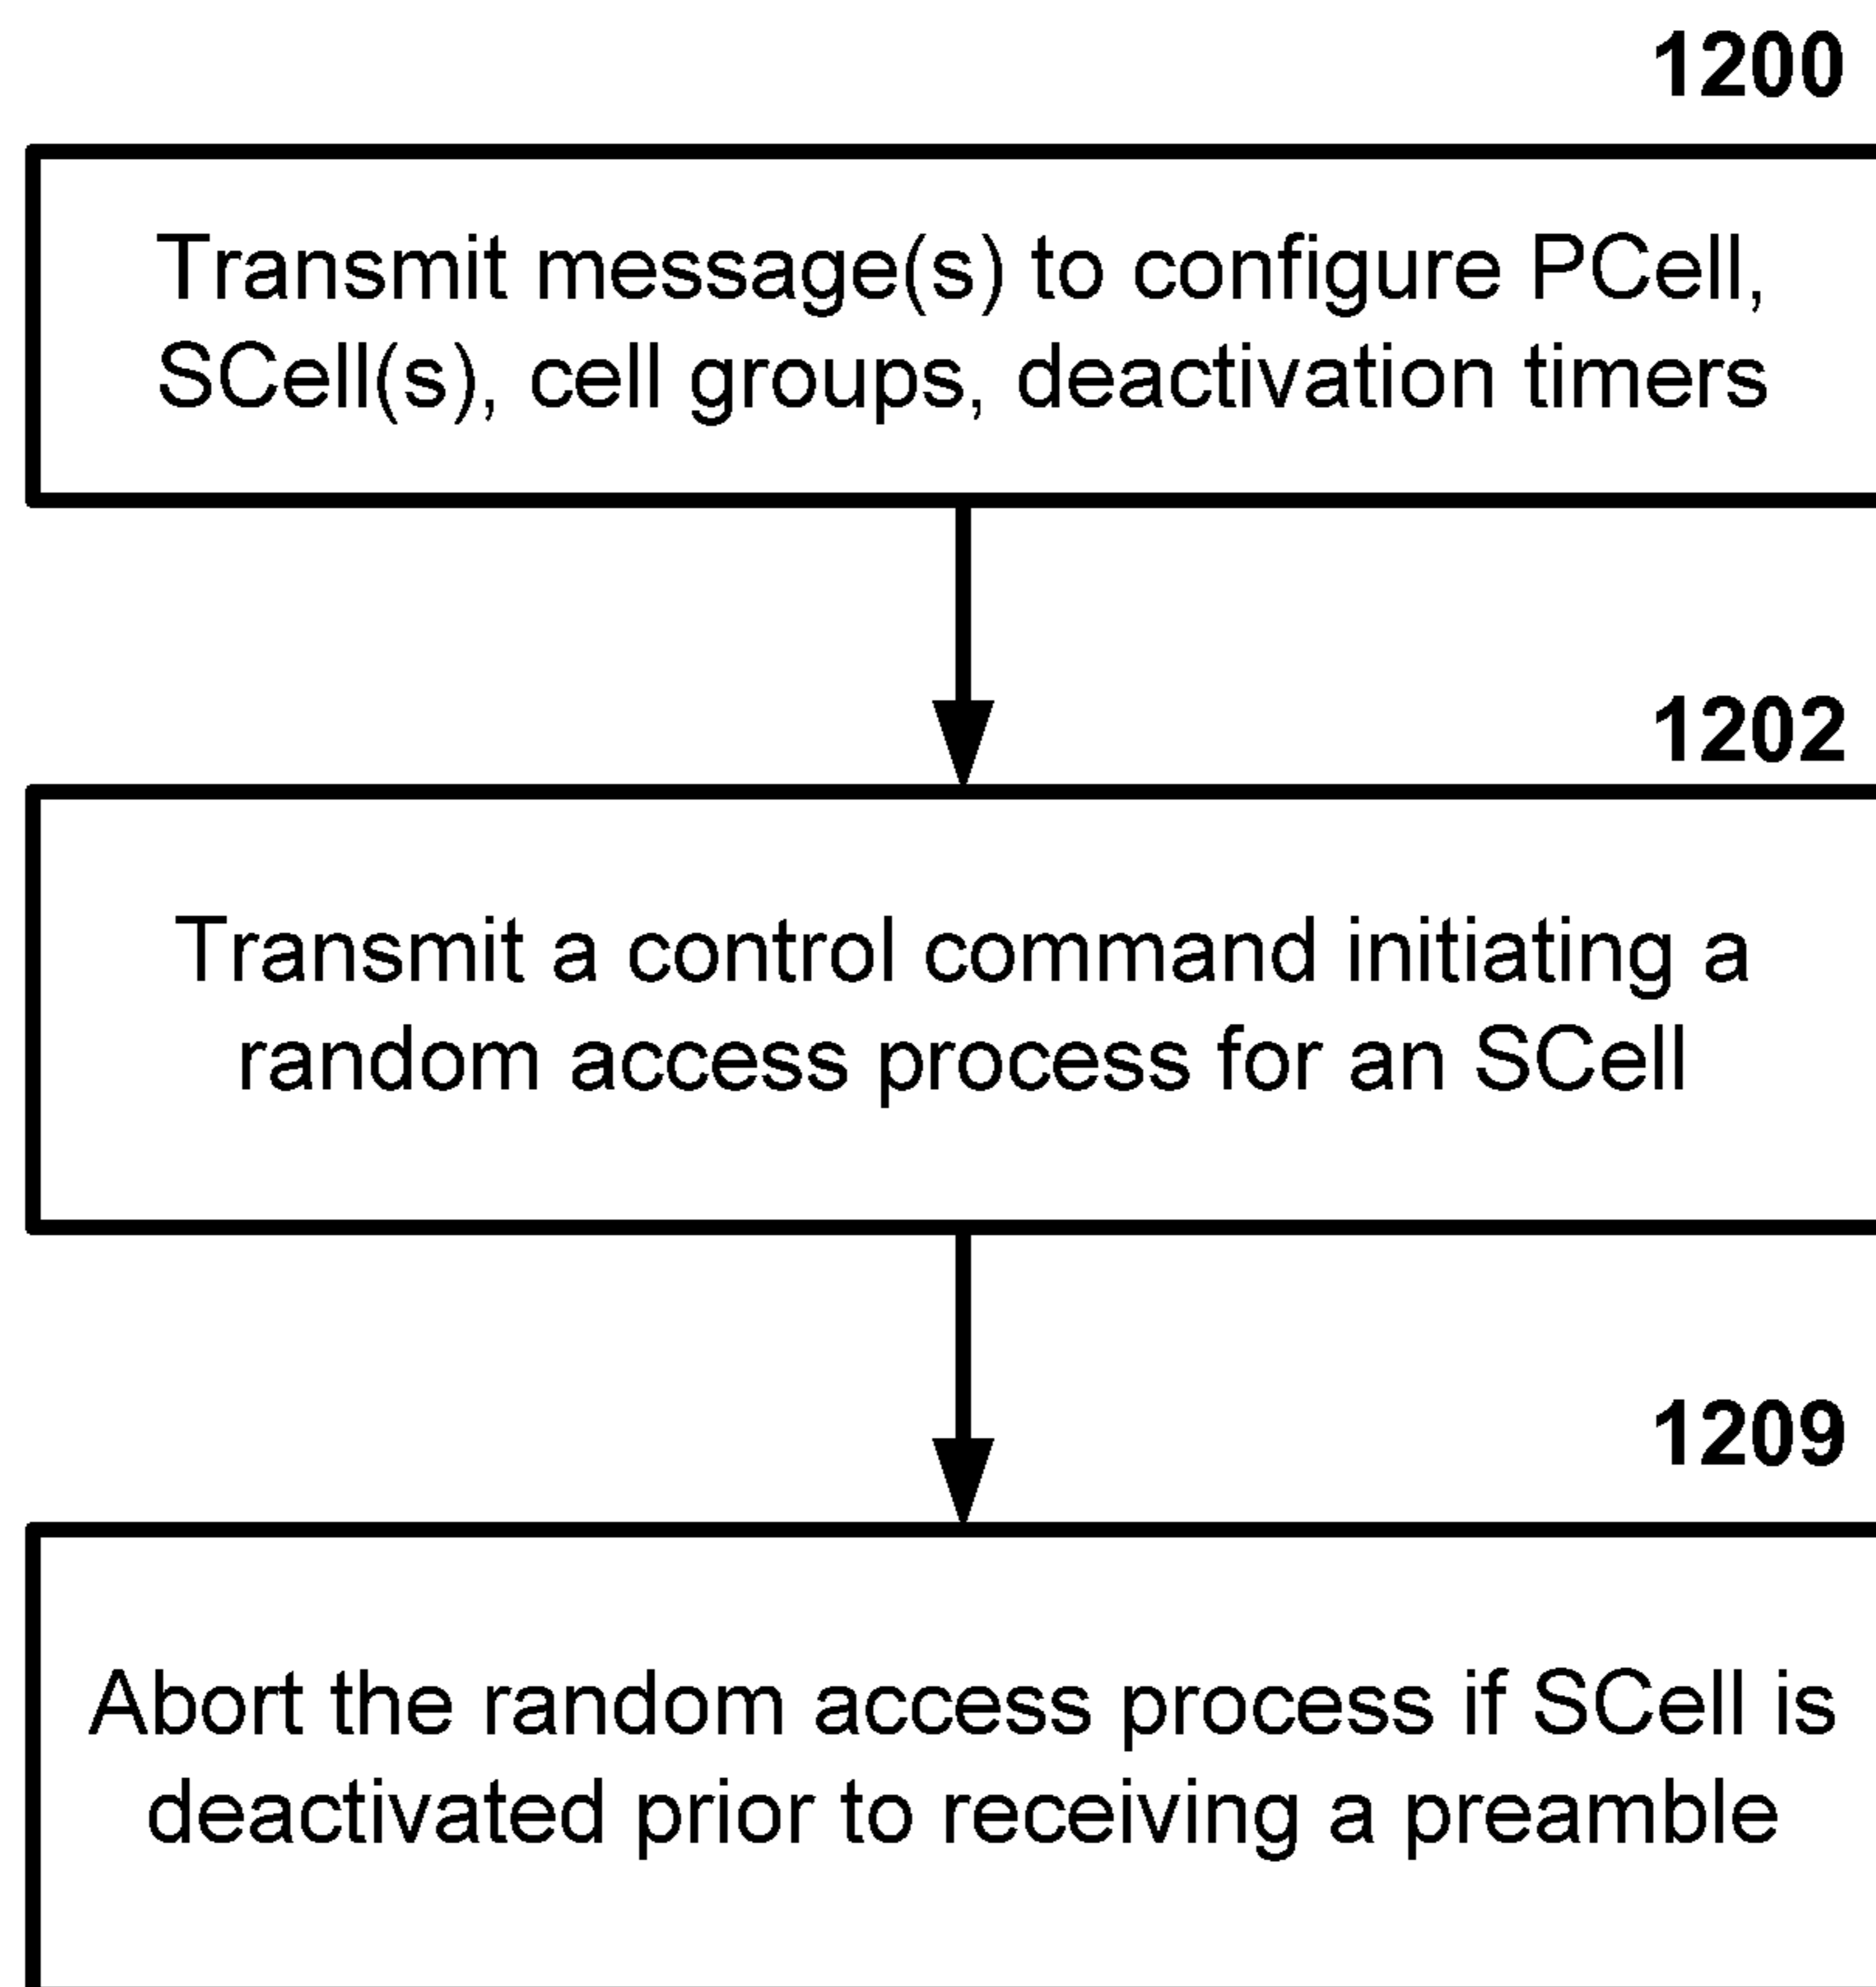 1200
Transmit message(s) to configure PCell,
SCell(s), cell groups, deactivation timers
1202
Transmit a control command initiating a
random access process for an SCell
1209
Abort the random access process if SCell is
deactivated prior to receiving a preamble